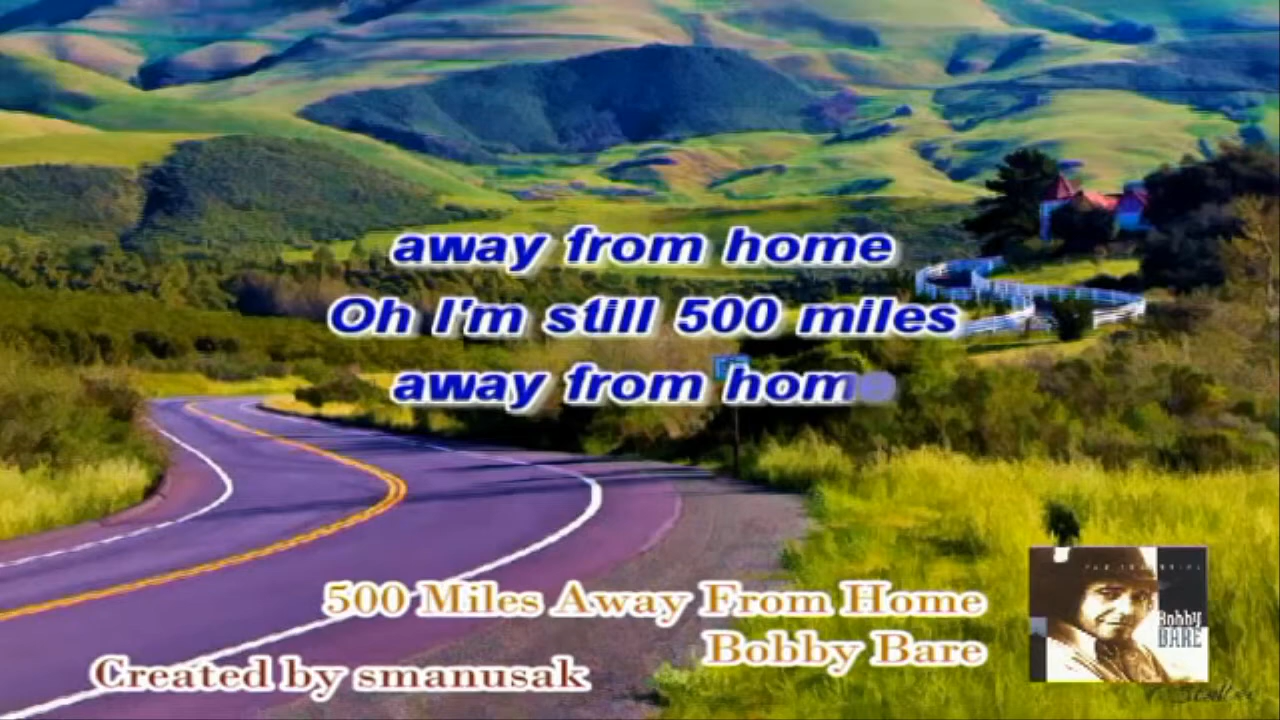 away from home
Oh I'm still 500 miles
away from home
500 Miles Away From Home
Bobby Bare
Created by smanusak
Bobby
BARE